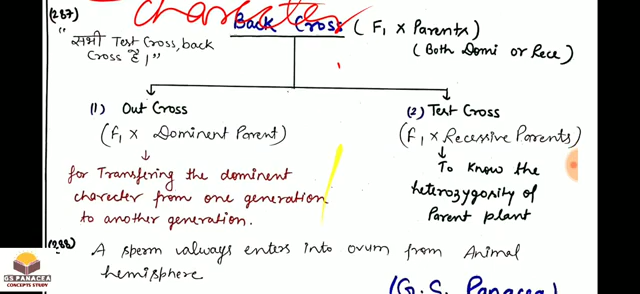 character
(287)
Back Cross (F₁ × Parents)
(Both Domi or Rece)
"सभी Test Cross, back
Cross है।"
(1) Out Cross
(F₁ × Dominent Parent)
for Transfering the dominent
charecter from one generation
to another generation.
(2) Test Cross
(F₁ × Recessive Parents)
To Know the
heterozygosity of
Parent plant
(288) A sperm valways enters into ovum from Animal
hemisphere
(G.S. Panacea)
GS PANACEA
CONCEPTS STUDY